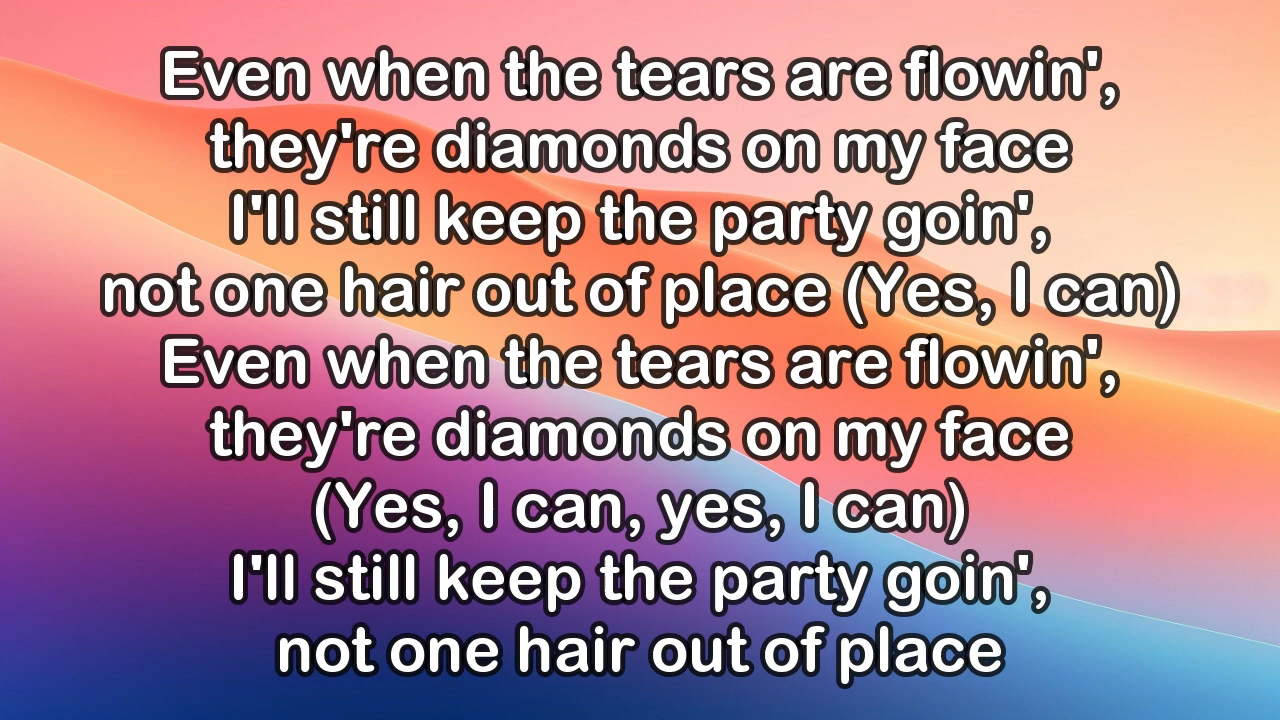 Even when the tears are flowin',
they're diamonds on my face
I'll still keep the party goin',
not one hair out of place (Yes, I can)
Even when the tears are flowin',
they're diamonds on my face
(Yes, I can, yes, I can)
I'll still keep the party goin',
not one hair out of place